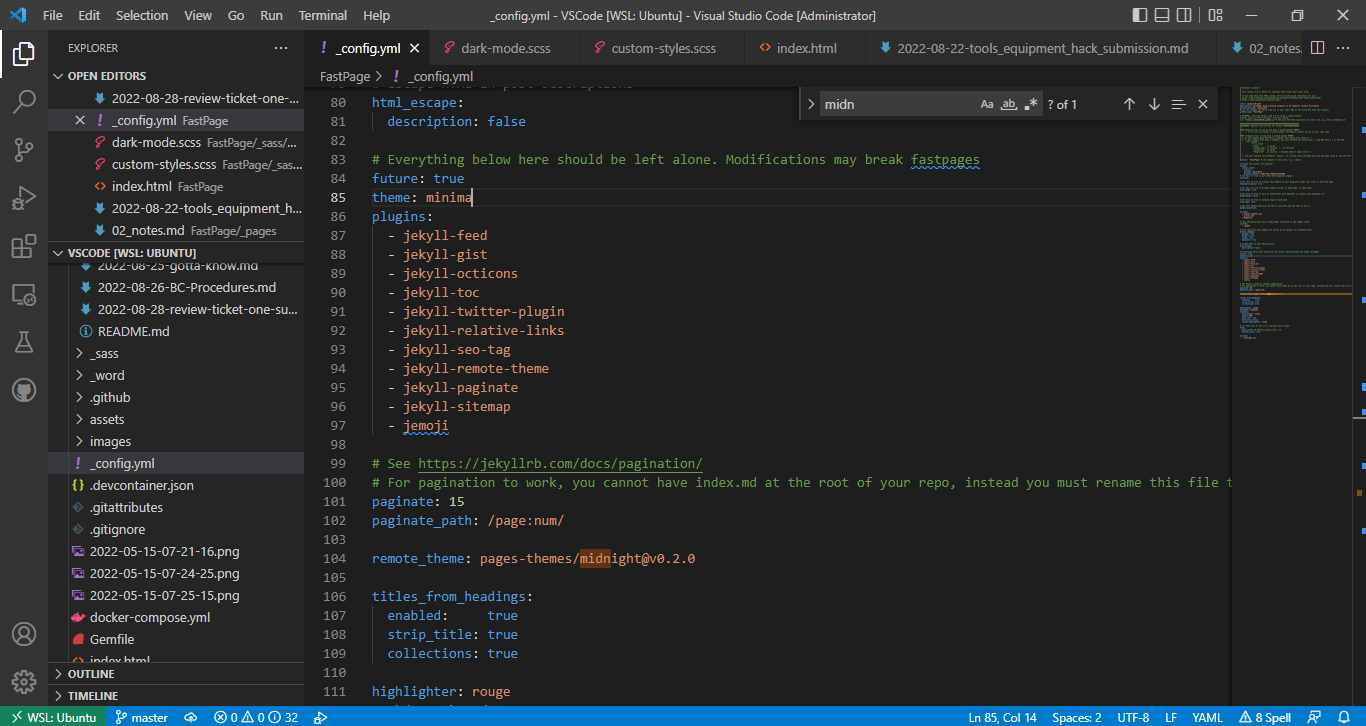 File Edit Selection View Go Run Terminal Help
_config.yml - VSCode [WSL: Ubuntu] - Visual Studio Code [Administrator]
EXPLORER
OPEN EDITORS
2022-08-28-review-ticket-one-...
_config.yml FastPage
dark-mode.scss FastPage/_sass/...
custom-styles.scss FastPage/_sas...
index.html FastPage
2022-08-22-tools_equipment_h...
02_notes.md FastPage/_pages
VSCODE [WSL: UBUNTU]
2022-08-25-gotta-know.md
2022-08-26-BC-Procedures.md
2022-08-28-review-ticket-one-su...
README.md
_sass
_word
.github
assets
images
_config.yml
.devcontainer.json
.gitattributes
.gitignore
2022-05-15-07-21-16.png
2022-05-15-07-24-25.png
2022-05-15-07-25-15.png
docker-compose.yml
Gemfile
index.html
OUTLINE
TIMELINE
_config.yml
dark-mode.scss
custom-styles.scss
index.html
2022-08-22-tools_equipment_hack_submission.md
02_notes.
FastPage > _config.yml
midn
Aa ab .* ? of 1
80 html_escape:
81 description: false
82
83 # Everything below here should be left alone. Modifications may break fastpages
84 future: true
85 theme: minima
86 plugins:
87 - jekyll-feed
88 - jekyll-gist
89 - jekyll-octicons
90 - jekyll-toc
91 - jekyll-twitter-plugin
92 - jekyll-relative-links
93 - jekyll-seo-tag
94 - jekyll-remote-theme
95 - jekyll-paginate
96 - jekyll-sitemap
97 - jemoji
98
99 # See https://jekyllrb.com/docs/pagination/
100 # For pagination to work, you cannot have index.md at the root of your repo, instead you must rename this file t
101 paginate: 15
102 paginate_path: /page:num/
103
104 remote_theme: pages-themes/midnight@v0.2.0
105
106 titles_from_headings:
107 enabled: true
108 strip_title: true
109 collections: true
110
111 highlighter: rouge
WSL: Ubuntu master 0 0 32
Ln 85, Col 14 Spaces: 2 UTF-8 LF YAML 8 Spell